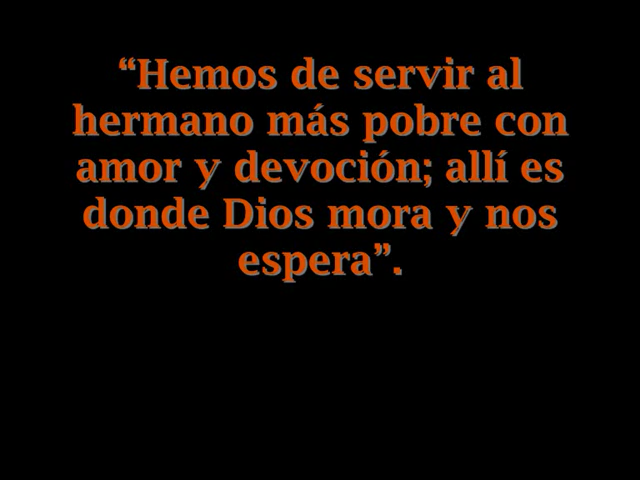 “Hemos de servir al
hermano más pobre con
amor y devoción; allí es
donde Dios mora y nos
espera”.